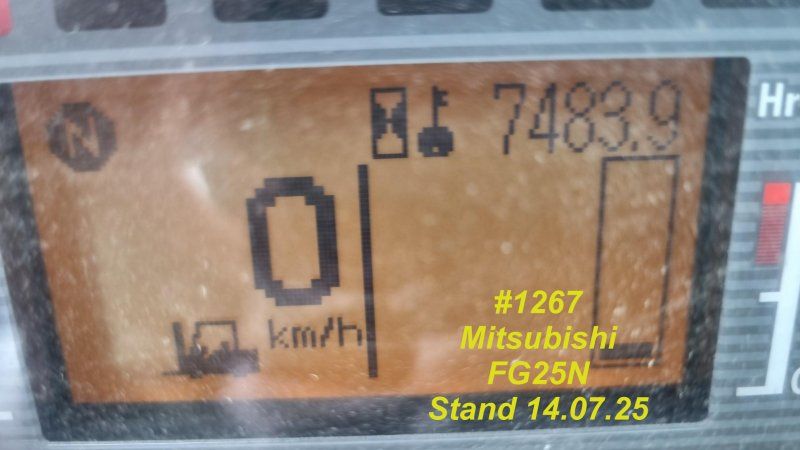 N
7483.9
Hr
0
km/h
#1267
Mitsubishi
FG25N
Stand 14.07.25